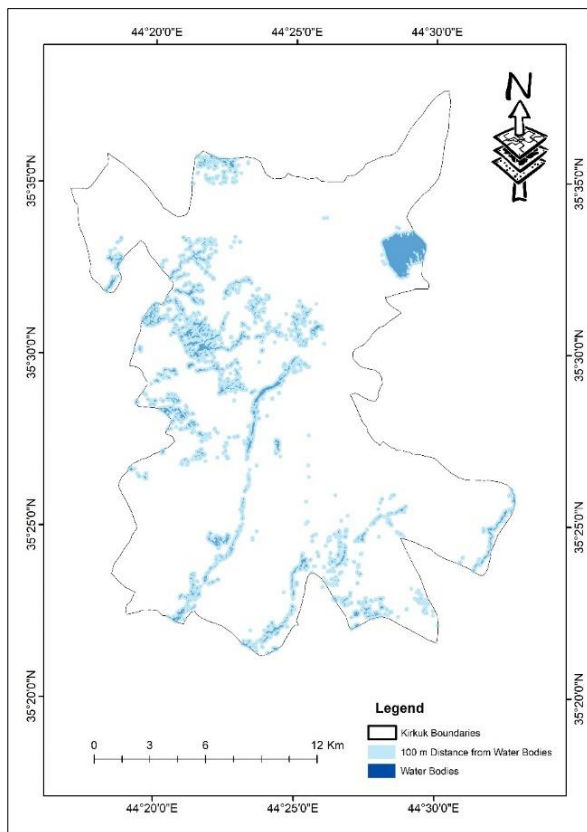 44°20'0"E 44°25'0"E 44°30'0"E
N
35°35'0"N 35°35'0"N
35°30'0"N 35°30'0"N
35°25'0"N 35°25'0"N
35°20'0"N 35°20'0"N
Legend
Kirkuk Boundaries
100 m Distance from Water Bodies
Water Bodies
0 3 6 12 Km
44°20'0"E 44°25'0"E 44°30'0"E